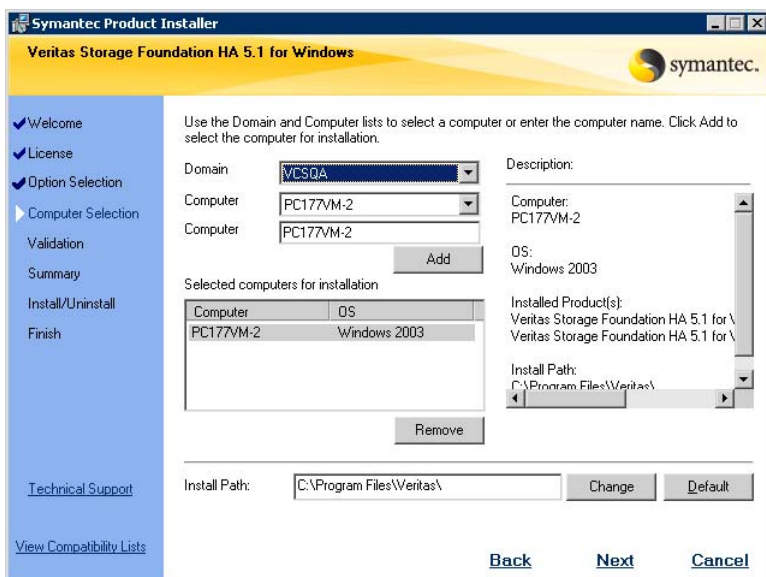 Symantec Product Installer
Veritas Storage Foundation HA 5.1 for Windows
symantec.
Welcome
License
Option Selection
Computer Selection
Validation
Summary
Install/Uninstall
Finish
Technical Support
View Compatibility Lists
Use the Domain and Computer lists to select a computer or enter the computer name. Click Add to
select the computer for installation.
Domain
VCSQA
Computer
PC177VM-2
Computer
PC177VM-2
Add
Selected computers for installation
Computer OS
PC177VM-2 Windows 2003
Remove
Description:
Computer:
PC177VM-2
OS:
Windows 2003
Installed Product(s):
Veritas Storage Foundation HA 5.1 for \
Veritas Storage Foundation HA 5.1 for \
Install Path:
C:\Program Files\Veritas\
Install Path:
C:\Program Files\Veritas\
Change
Default
Back
Next
Cancel